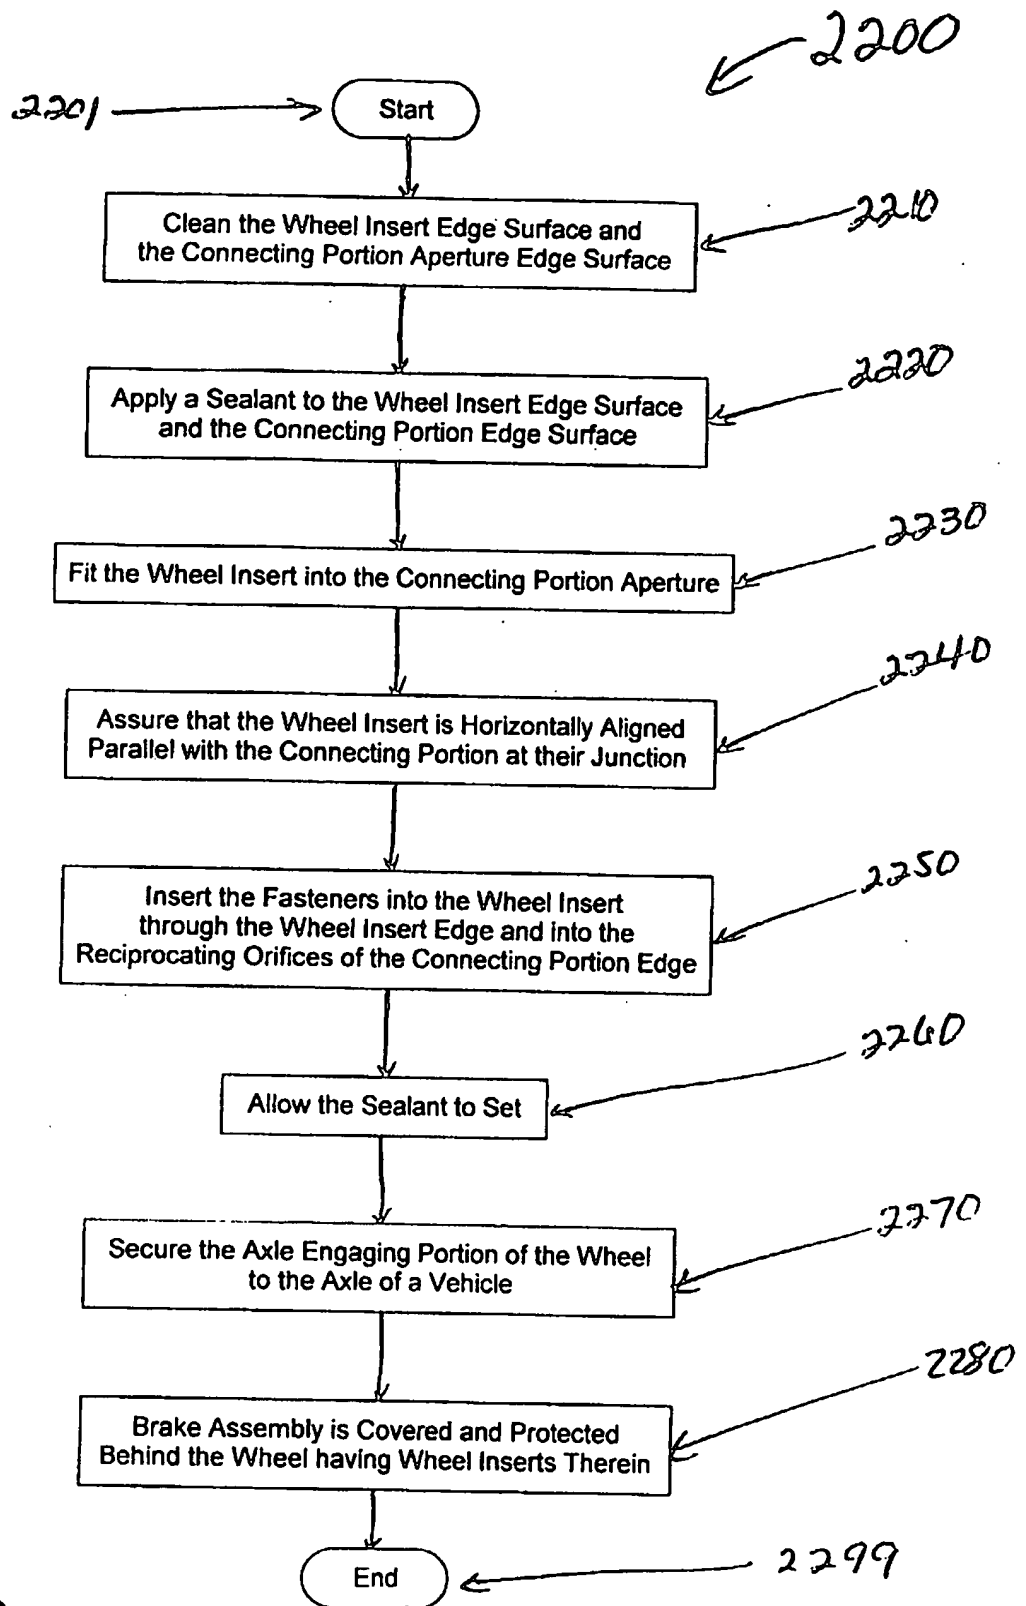 2200
2201
Start
Clean the Wheel Insert Edge Surface and
the Connecting Portion Aperture Edge Surface
2210
Apply a Sealant to the Wheel Insert Edge Surface
and the Connecting Portion Edge Surface
2220
Fit the Wheel Insert into the Connecting Portion Aperture
2230
Assure that the Wheel Insert is Horizontally Aligned
Parallel with the Connecting Portion at their Junction
2240
Insert the Fasteners into the Wheel Insert
through the Wheel Insert Edge and into the
Reciprocating Orifices of the Connecting Portion Edge
2250
Allow the Sealant to Set
2260
Secure the Axle Engaging Portion of the Wheel
to the Axle of a Vehicle
2270
Brake Assembly is Covered and Protected
Behind the Wheel having Wheel Inserts Therein
2280
End
2299